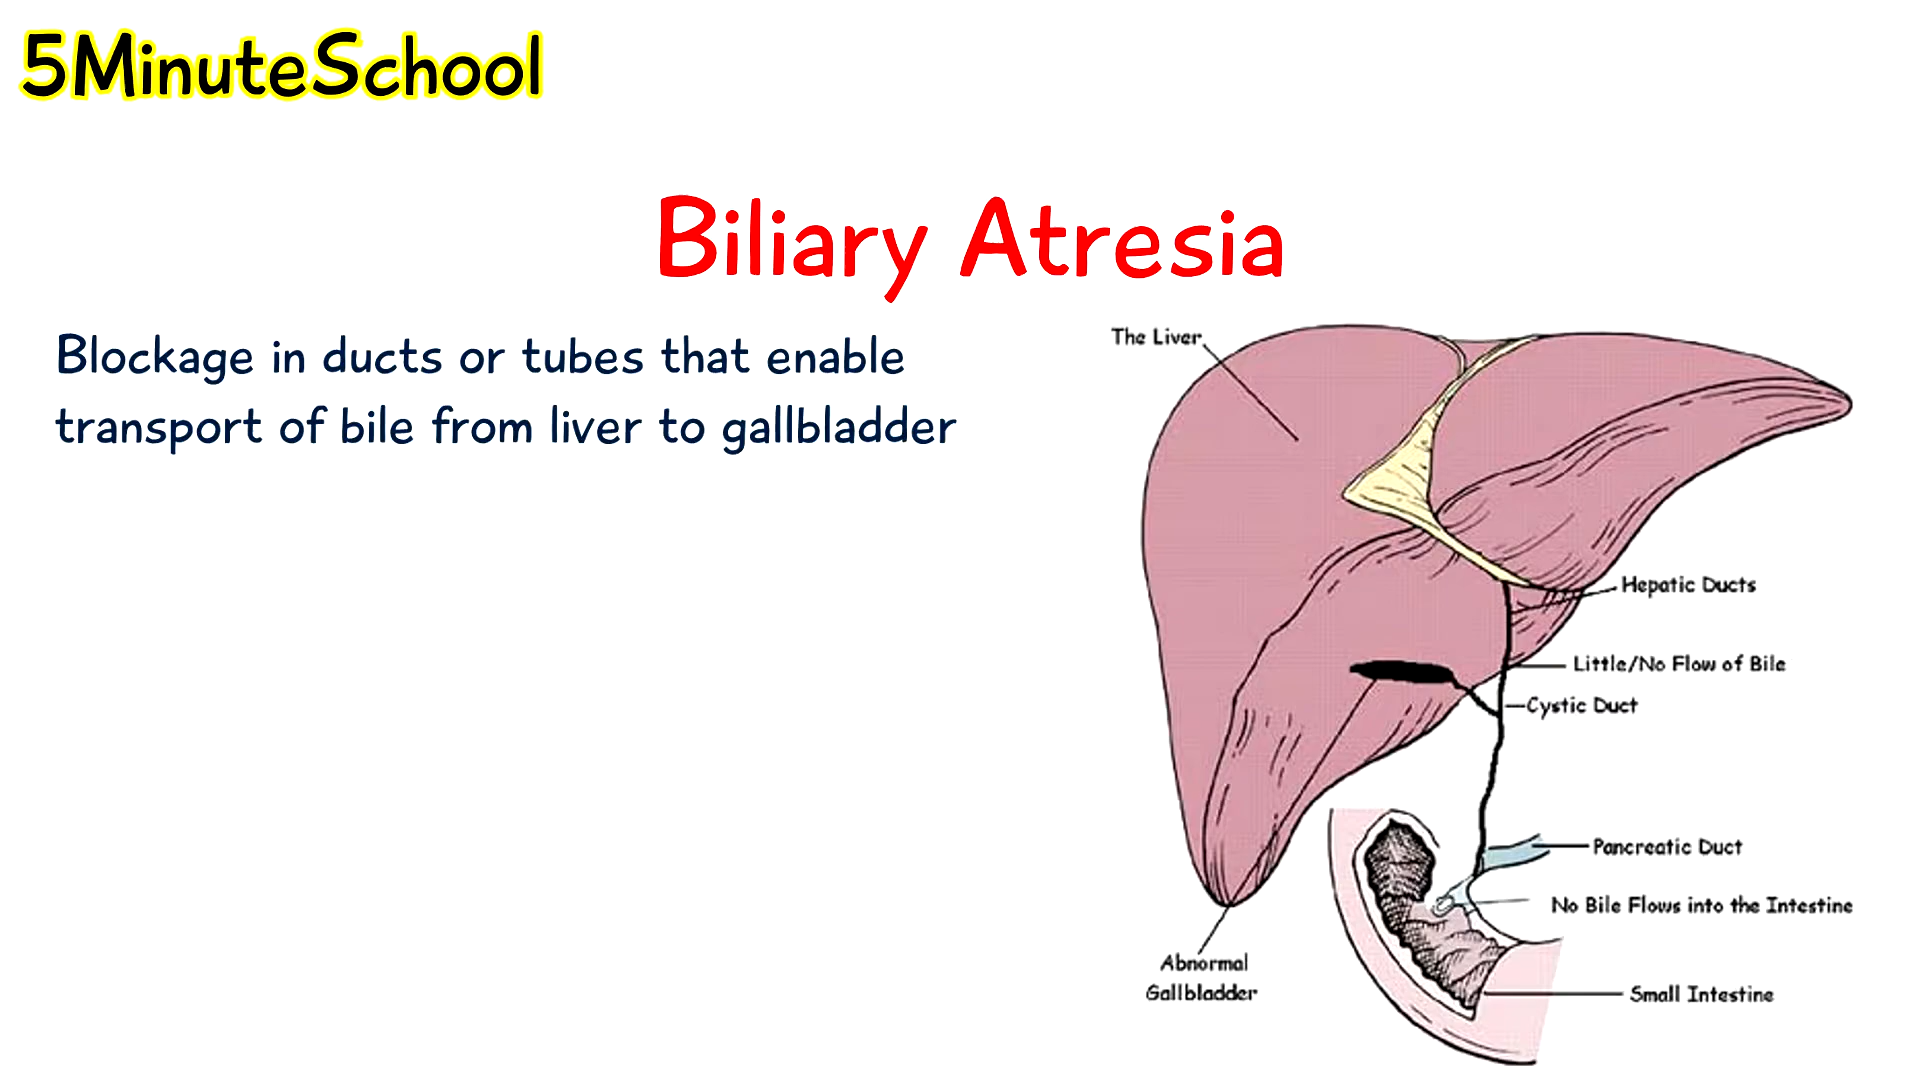 5MinuteSchool
Biliary Atresia
Blockage in ducts or tubes that enable
transport of bile from liver to gallbladder
The Liver
Hepatic Ducts
Little/No Flow of Bile
Cystic Duct
Pancreatic Duct
No Bile Flows into the Intestine
Abnormal
Gallbladder
Small Intestine